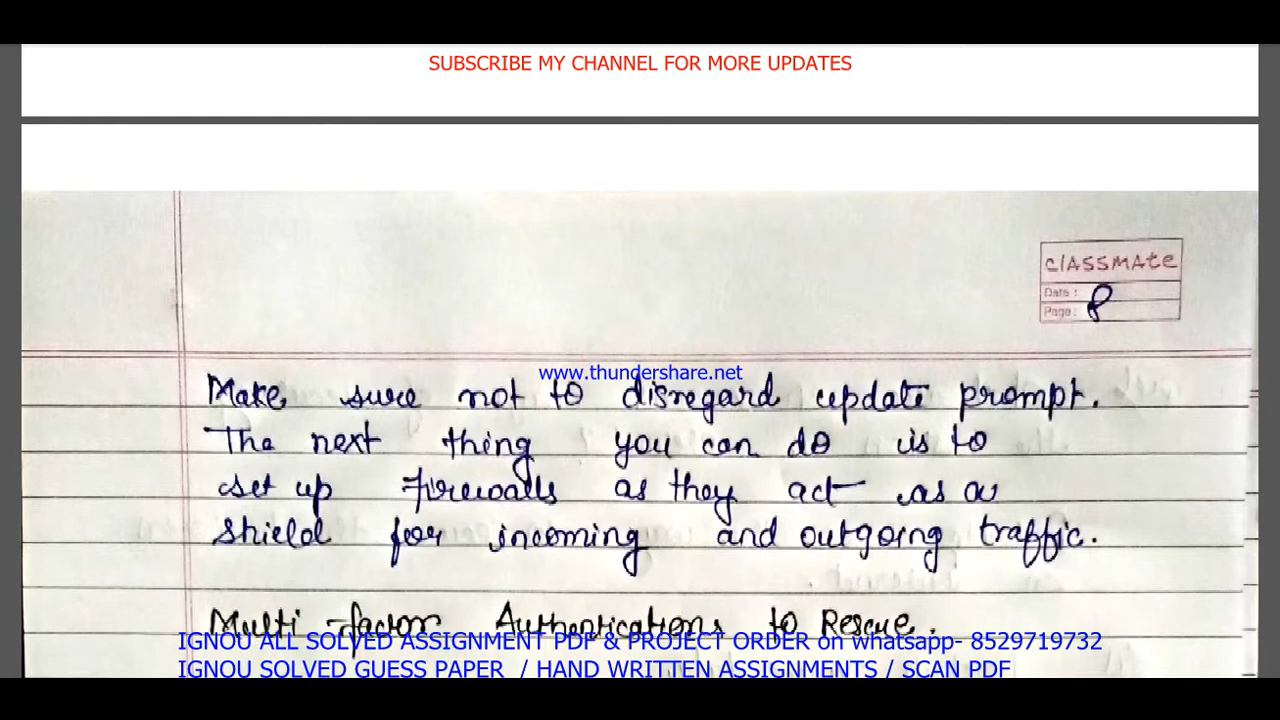 SUBSCRIBE MY CHANNEL FOR MORE UPDATES
classmate
Date :
Page : 8
www.thundershare.net
Make sure not to disregard update prompt.
The next thing you can do is to
set up firewalls as they act as a
shield for incoming and outgoing traffic.
Multi-factor Authentications to Rescue.
IGNOU ALL SOLVED ASSIGNMENT PDF & PROJECT ORDER on whatsapp- 8529719732
IGNOU SOLVED GUESS PAPER / HAND WRITTEN ASSIGNMENTS / SCAN PDF